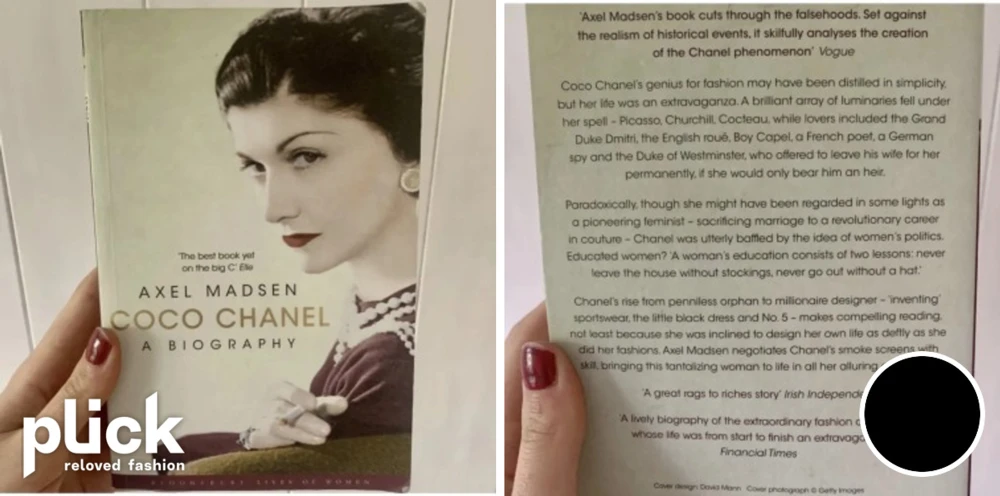 'The best book yet
on the big C' Elle
AXEL MADSEN
COCO CHANEL
A BIOGRAPHY
BLOOMSBURY LIVES OF WOMEN
plick
reloved fashion
'Axel Madsen's book cuts through the falsehoods. Set against
the realism of historical events, it skilfully analyses the creation
of the Chanel phenomenon' Vogue
Coco Chanel's genius for fashion may have been distilled in simplicity,
but her life was an extravaganza. A brilliant array of luminaries fell under
her spell – Picasso, Churchill, Cocteau, while lovers included the Grand
Duke Dmitri, the English roué, Boy Capel, a French poet, a German
spy and the Duke of Westminster, who offered to leave his wife for her
permanently, if she would only bear him an heir.
Paradoxically, though she might have been regarded in some lights as
a pioneering feminist – sacrificing marriage to a revolutionary career
in couture – Chanel was utterly baffled by the idea of women's politics.
Educated women? 'A woman's education consists of two lessons: never
leave the house without stockings, never go out without a hat.'
Chanel's rise from penniless orphan to millionaire designer – 'inventing'
sportswear, the little black dress and No. 5 – makes compelling reading,
not least because she was inclined to design her own life as deftly as she
did her fashions. Axel Madsen negotiates Chanel's smoke screens with
skill, bringing this tantalizing woman to life in all her alluring
'A great rags to riches story' Irish
'A lively biography of the extraordinary fashion
whose life was from start to finish an
Financial Times
Cover design: David Mann Cover photograph © Getty Images